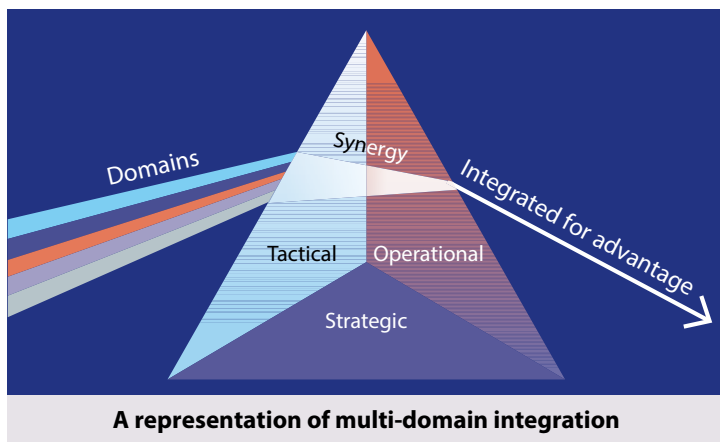 Synergy
Domains
Integrated for advantage
Tactical
Operational
Strategic
A representation of multi-domain integration